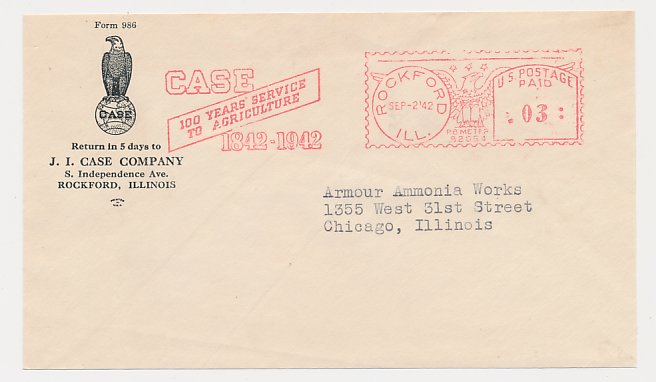 Form 986
CASE
Return in 5 days to
J. I. CASE COMPANY
S. Independence Ave.
ROCKFORD, ILLINOIS
CASE
100 YEARS' SERVICE
TO AGRICULTURE
1842-1942
ROCKFORD
SEP-2'42
ILL.
P.B.METER
U.S. POSTAGE
PAID
03
Armour Ammonia Works
1355 West 31st Street
Chicago, Illinois